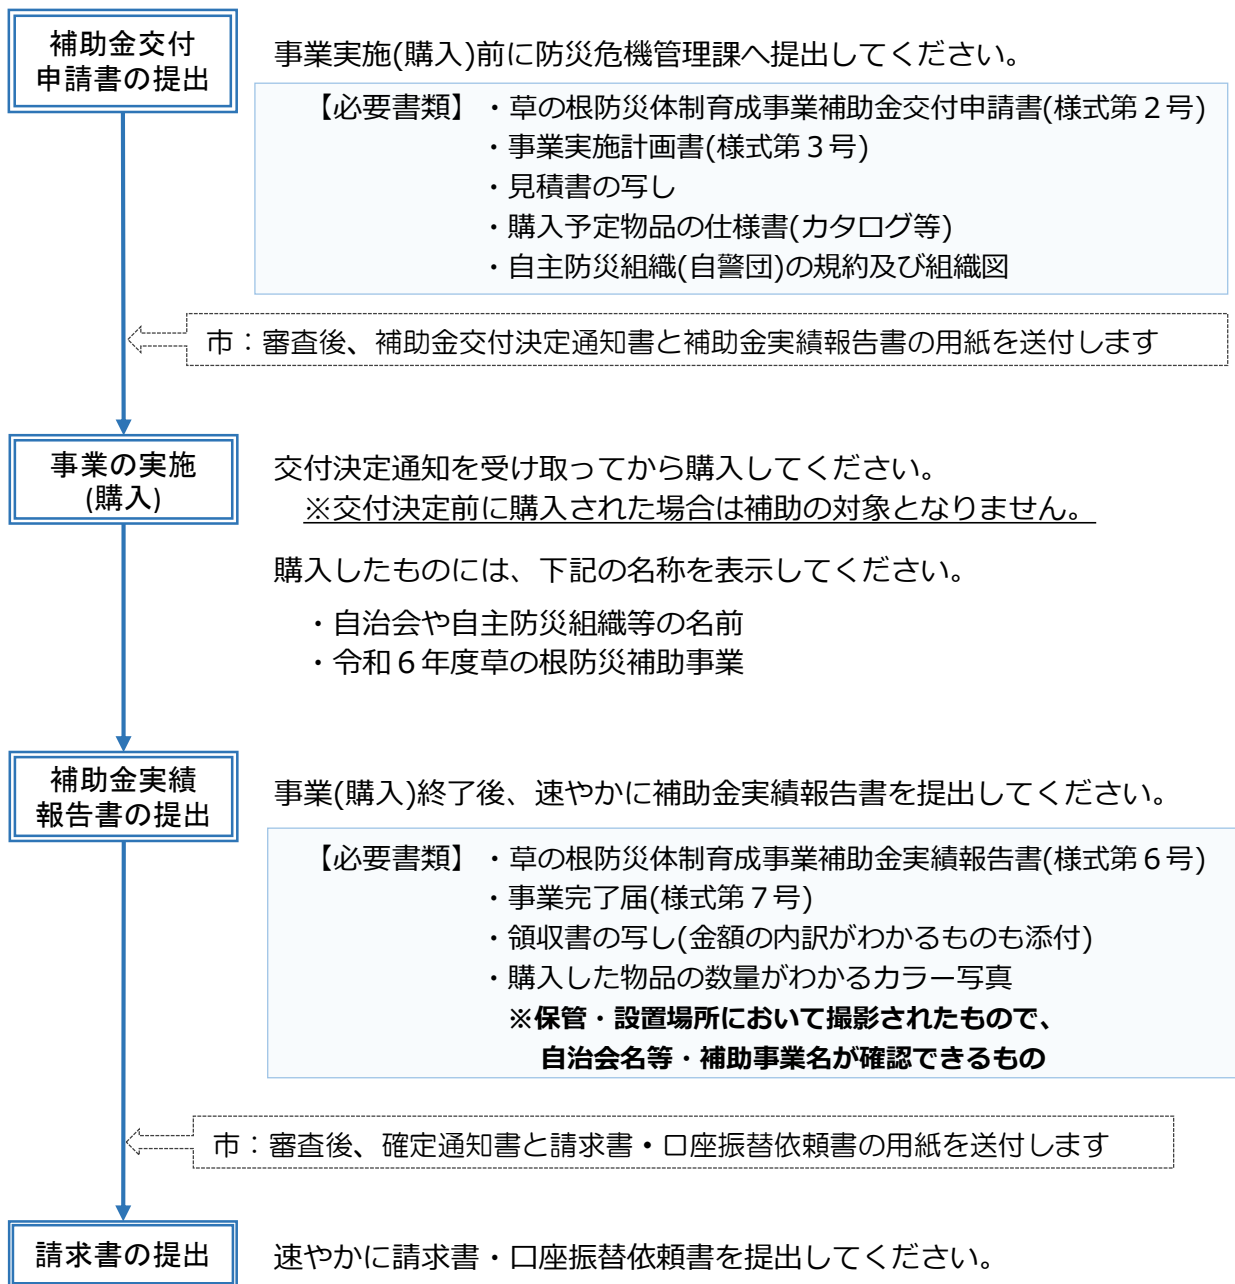 補助金交付
申請書の提出
事業実施(購入)前に防災危機管理課へ提出してください。
【必要書類】・草の根防災体制育成事業補助金交付申請書(様式第２号)
・事業実施計画書(様式第３号)
・見積書の写し
・購入予定物品の仕様書(カタログ等)
・自主防災組織(自警団)の規約及び組織図
市：審査後、補助金交付決定通知書と補助金実績報告書の用紙を送付します
事業の実施
(購入)
交付決定通知を受け取ってから購入してください。
※交付決定前に購入された場合は補助の対象となりません。
購入したものには、下記の名称を表示してください。
・自治会や自主防災組織等の名前
・令和６年度草の根防災補助事業
補助金実績
報告書の提出
事業(購入)終了後、速やかに補助金実績報告書を提出してください。
【必要書類】・草の根防災体制育成事業補助金実績報告書(様式第６号)
・事業完了届(様式第７号)
・領収書の写し(金額の内訳がわかるものも添付)
・購入した物品の数量がわかるカラー写真
※保管・設置場所において撮影されたもので、
自治会名等・補助事業名が確認できるもの
市：審査後、確定通知書と請求書・口座振替依頼書の用紙を送付します
請求書の提出
速やかに請求書・口座振替依頼書を提出してください。